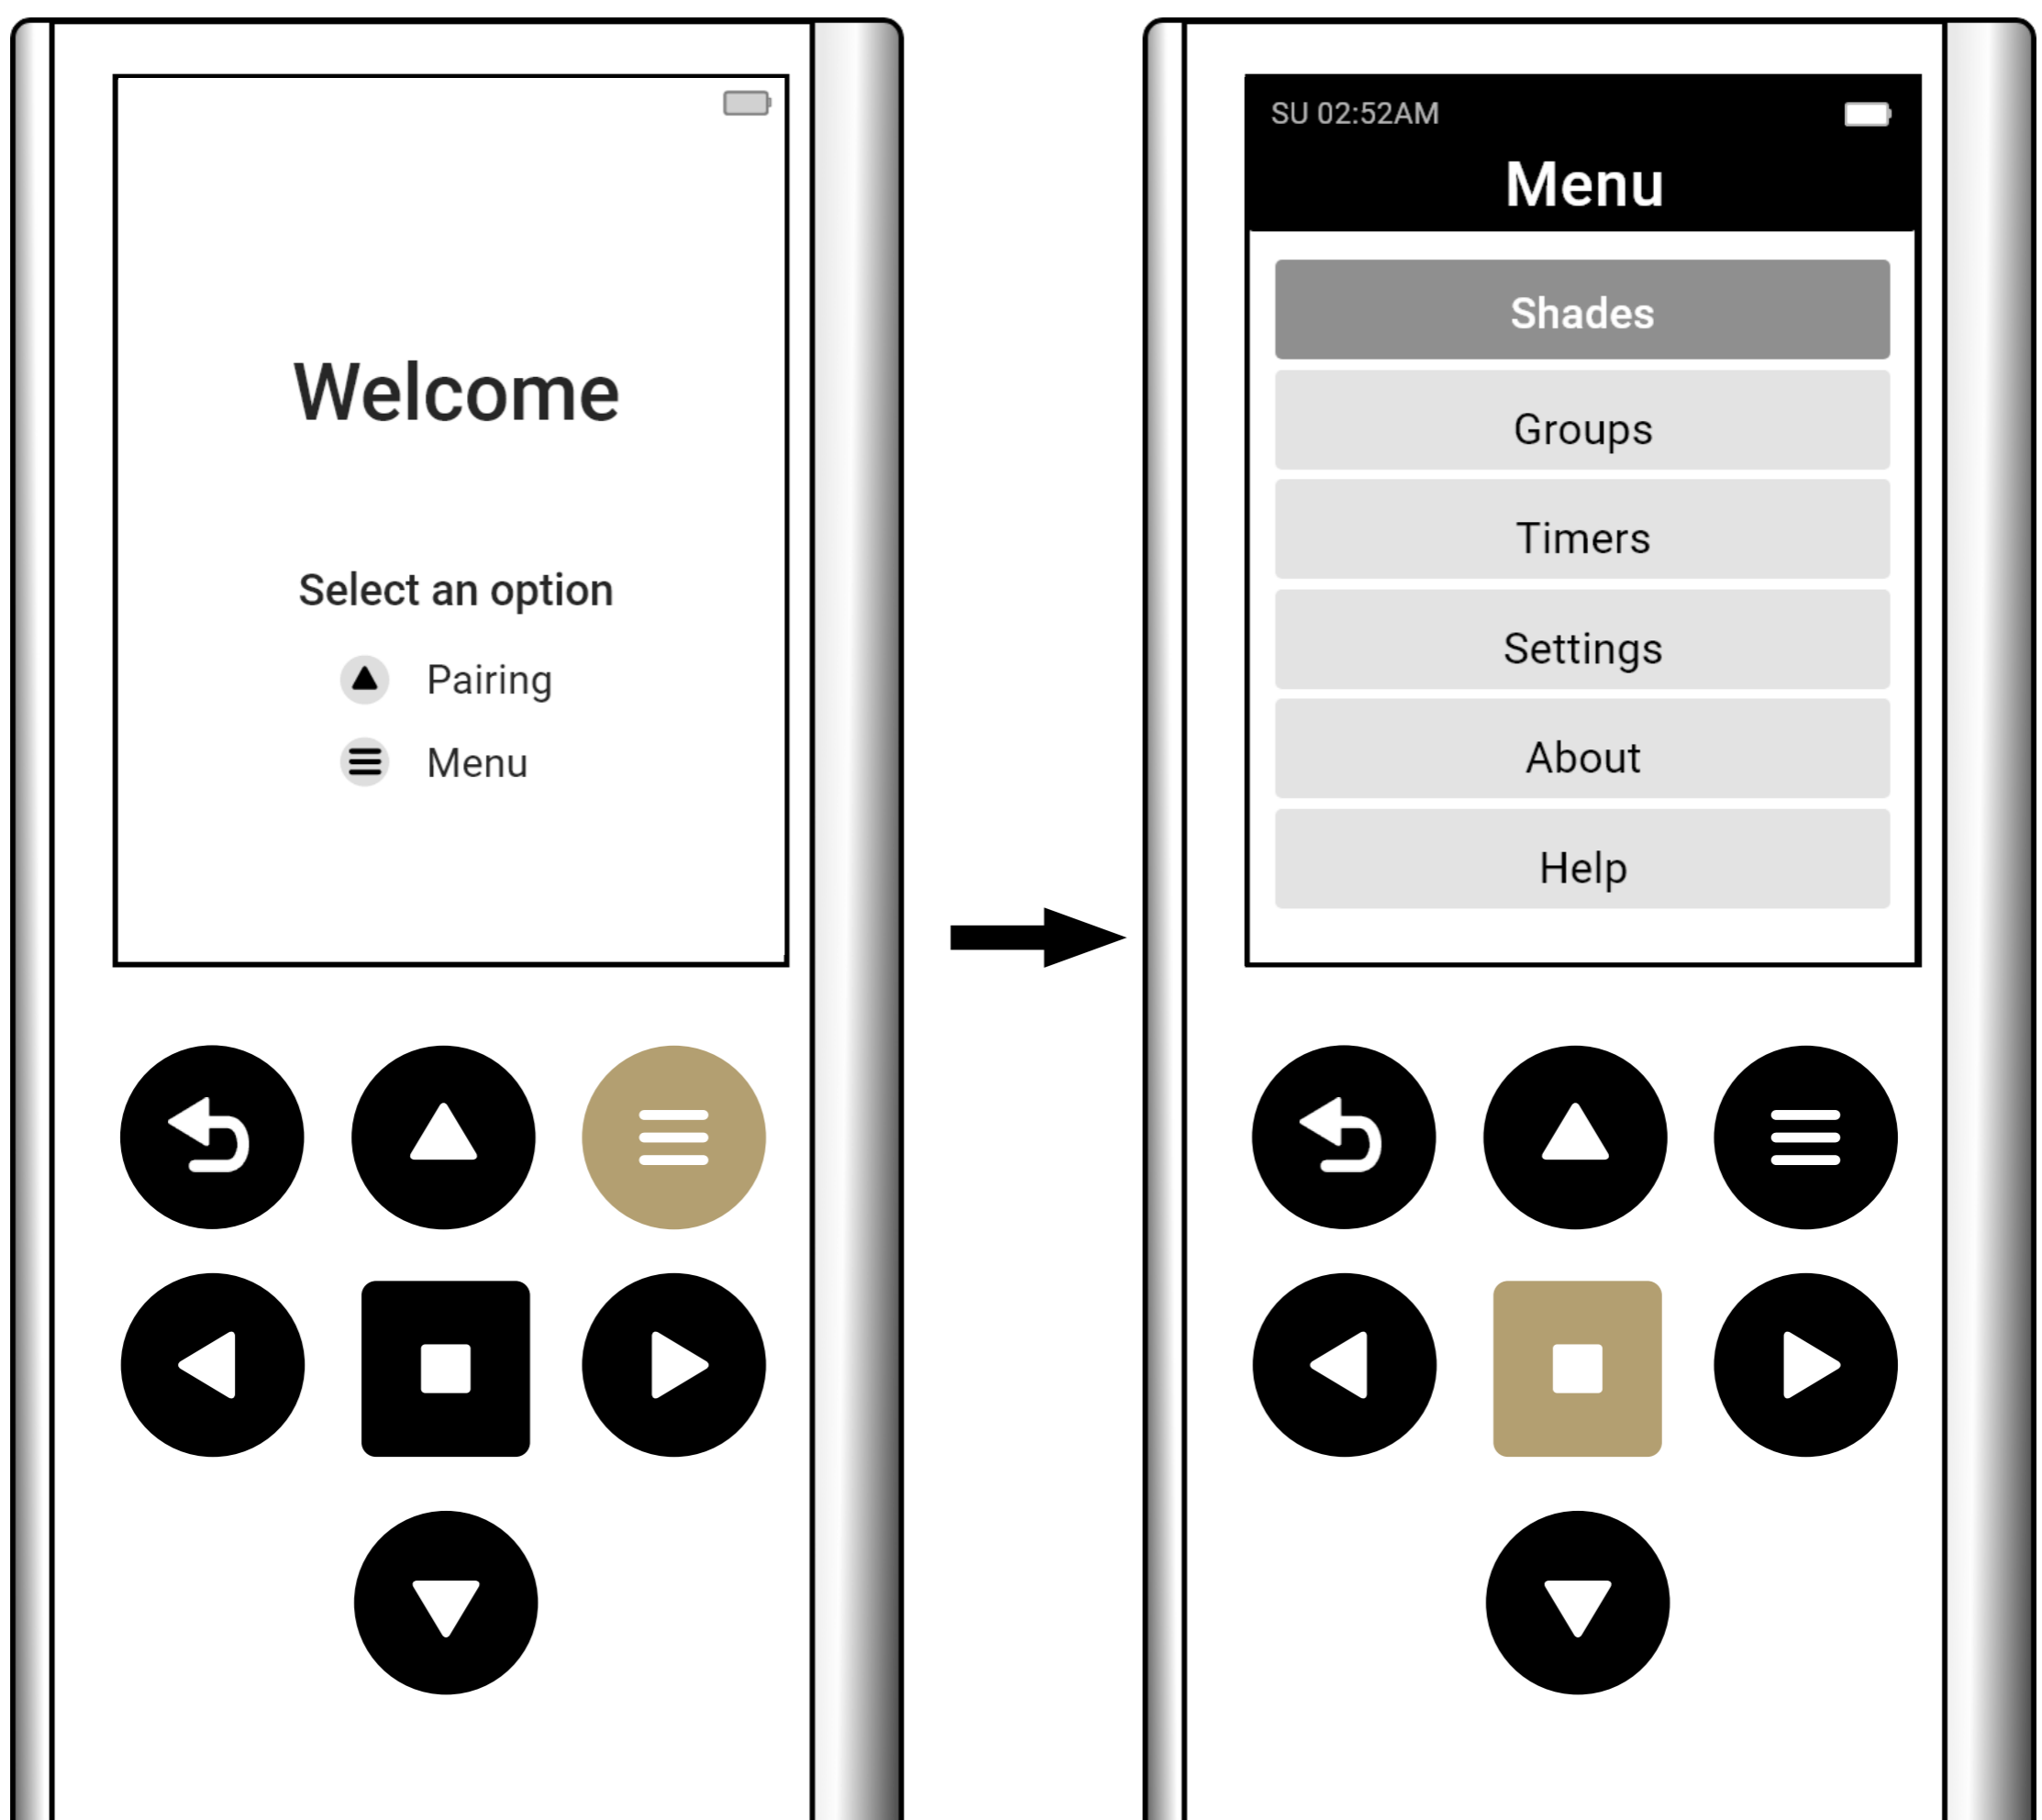 Welcome
Select an option
Pairing
Menu
SU 02:52AM
Menu
Shades
Groups
Timers
Settings
About
Help